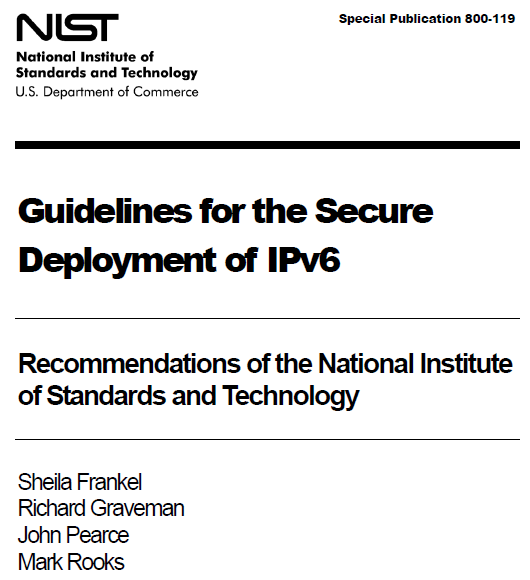 NIST
Special Publication 800-119
National Institute of
Standards and Technology
U.S. Department of Commerce
Guidelines for the Secure
Deployment of IPv6
Recommendations of the National Institute
of Standards and Technology
Sheila Frankel
Richard Graveman
John Pearce
Mark Rooks